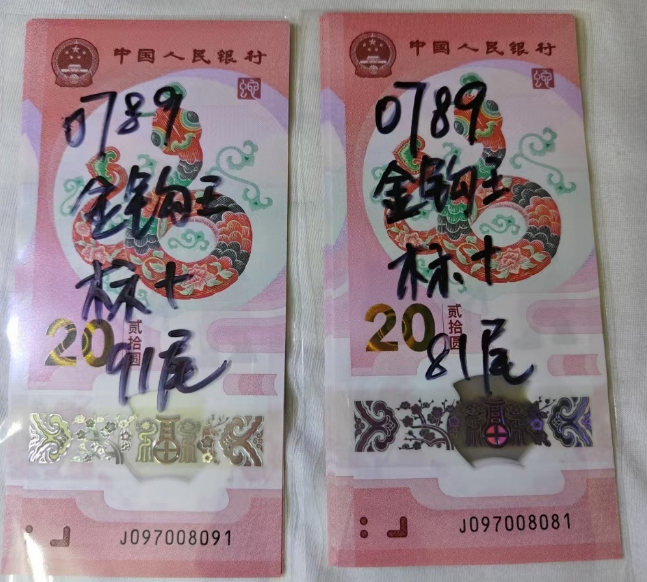 中国人民银行
0789
金钩王
标十
20
贰拾圆
91尾
J097008091
中国人民银行
0789
金钩王
标十
20
贰拾圆
81尾
J097008081